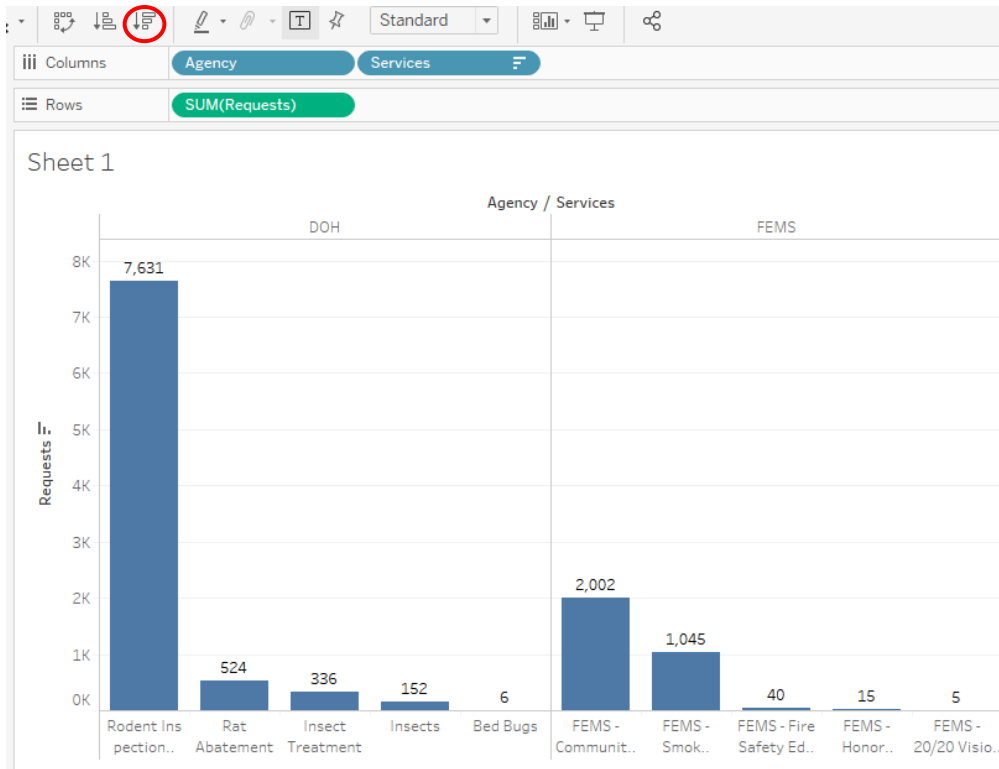 Standard
Columns
Agency
Services
Rows
SUM(Requests)
Sheet 1
Agency / Services
DOH
FEMS
8K
7K
6K
5K
4K
3K
2K
1K
0K
Requests
7,631
524
336
152
6
2,002
1,045
40
15
5
Rodent Ins
pection..
Rat
Abatement
Insect
Treatment
Insects
Bed Bugs
FEMS -
Communit..
FEMS -
Smok..
FEMS - Fire
Safety Ed..
FEMS -
Honor..
FEMS -
20/20 Visio..